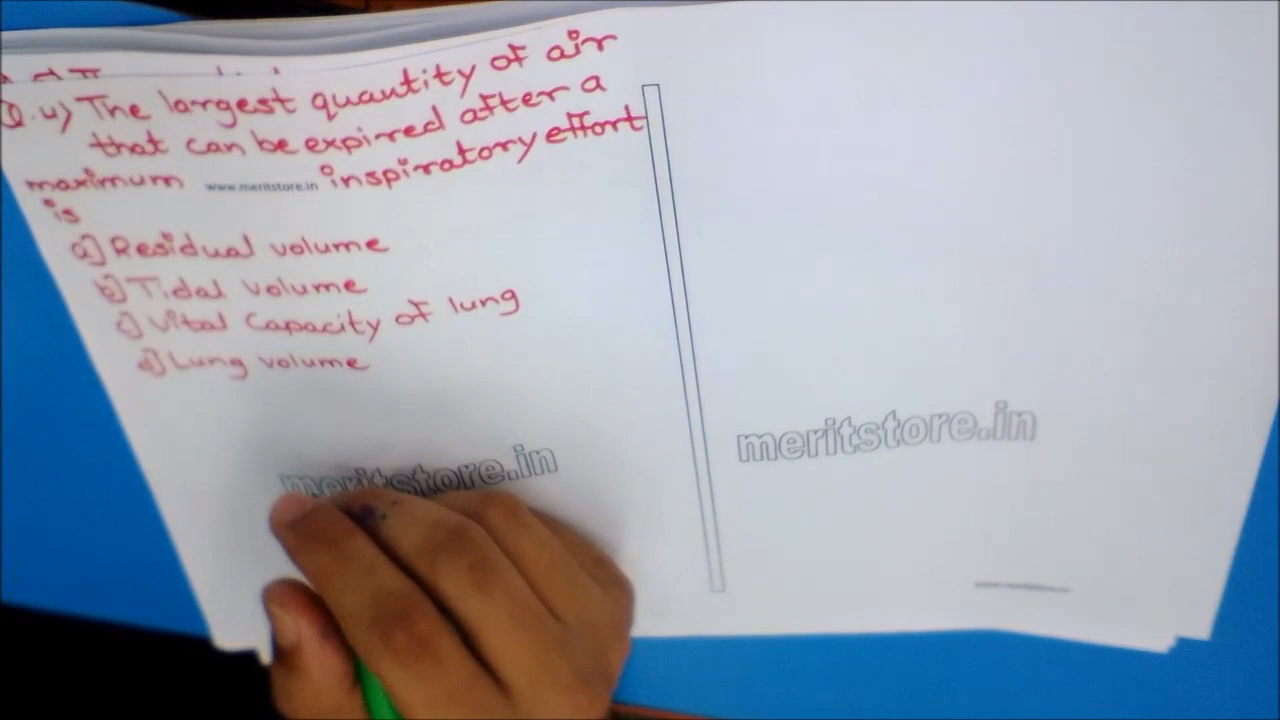 Q.4) The largest quantity of air
that can be expired after a
maximum www.meritstore.in inspiratory effort
is
a] Residual volume
b] Tidal volume
c] Vital capacity of lung
d] Lung volume
meritstore.in
meritstore.in